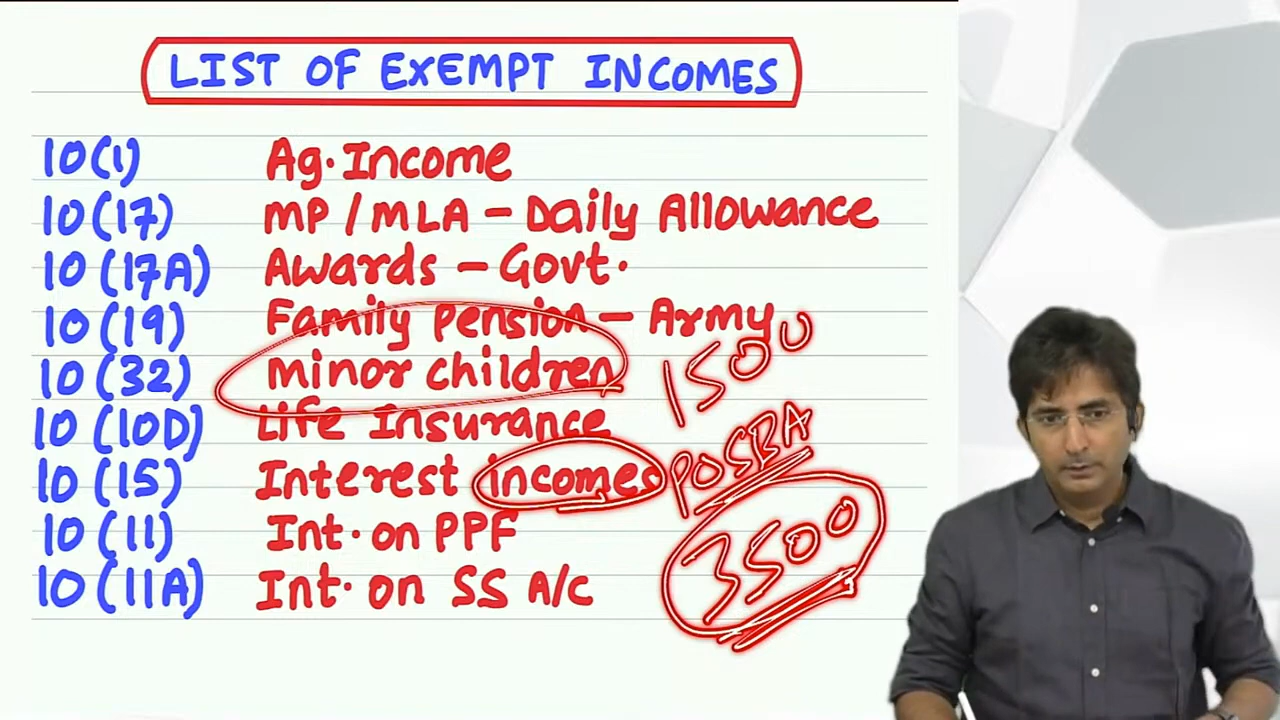 LIST OF EXEMPT INCOMES
10(1) Ag. Income
10(17) MP/MLA – Daily Allowance
10(17A) Awards – Govt.
10(19) Family pension – Army
10(32) minor children 1500
10(10D) Life Insurance
10(15) Interest incomes POSBA
10(11) Int. on PPF 3500
10(11A) Int. on SS A/C